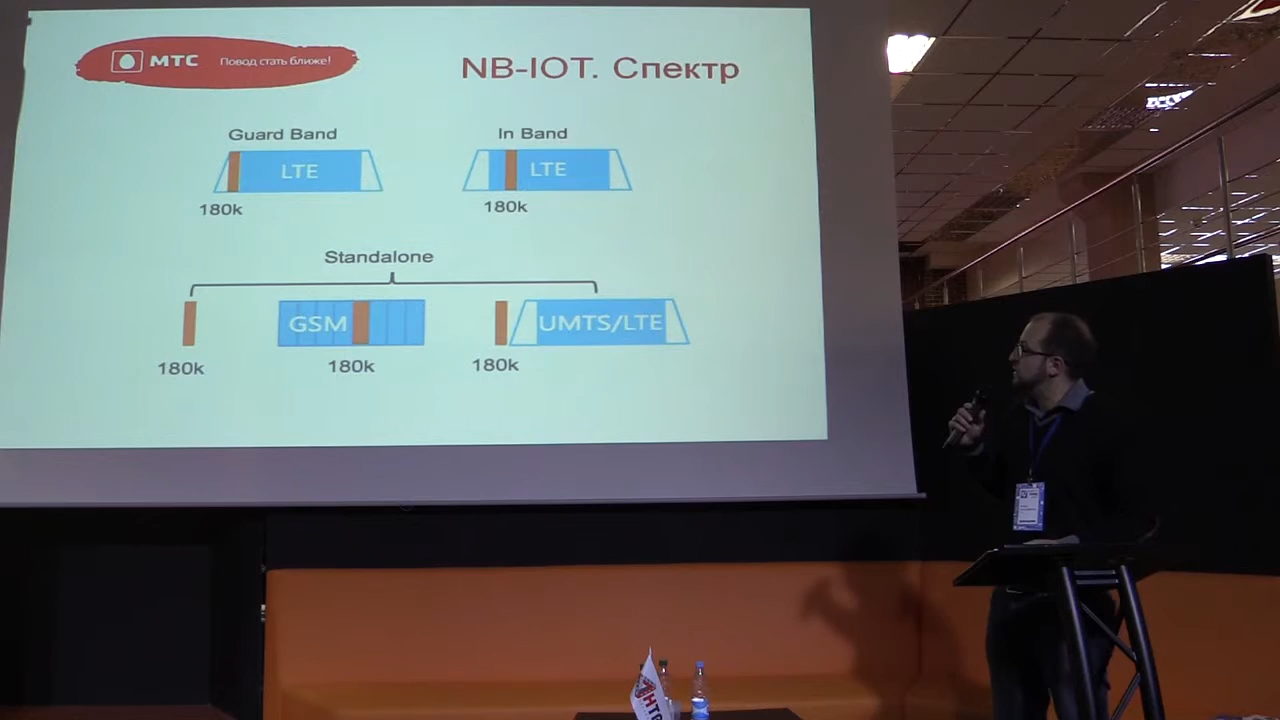 МТС Повод стать ближе!
NB-IOT. Спектр
Guard Band
In Band
LTE
LTE
180k
180k
Standalone
GSM
UMTS/LTE
180k
180k
180k